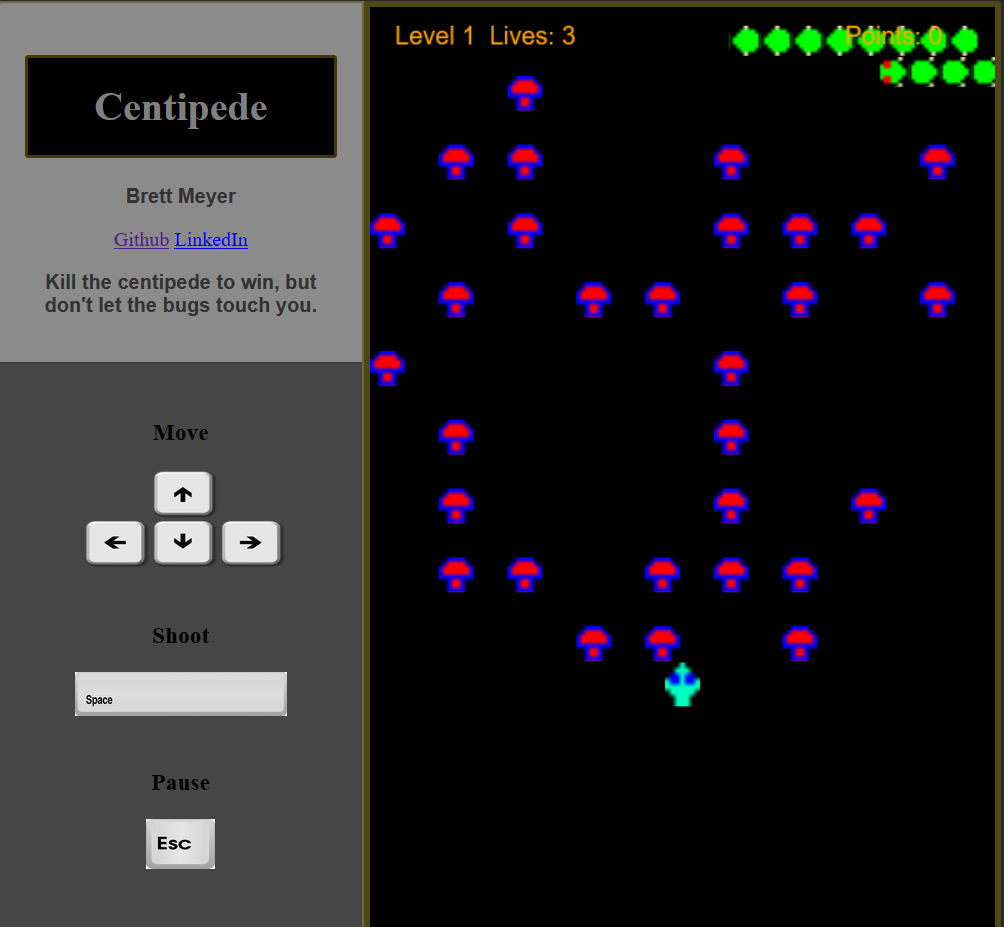 Centipede
Brett Meyer
Github LinkedIn
Kill the centipede to win, but
don't let the bugs touch you.
Move
Shoot
Space
Pause
Esc
Level 1 Lives: 3
Points: 0